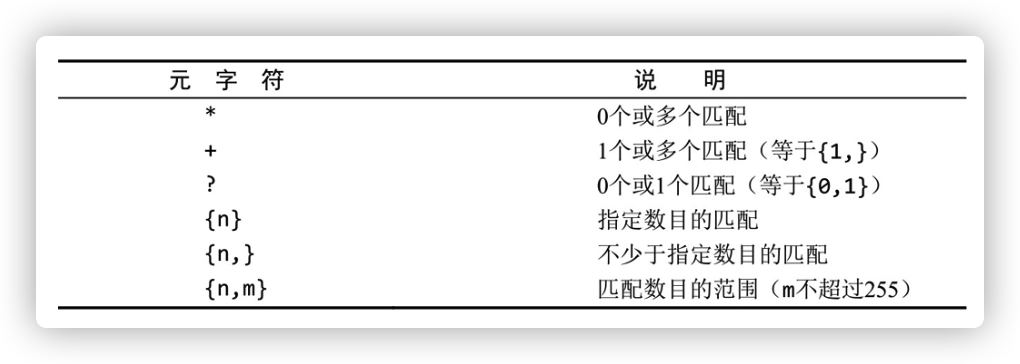 元 字 符 说 明
* 0个或多个匹配
+ 1个或多个匹配（等于{1,}）
? 0个或1个匹配（等于{0,1}）
{n} 指定数目的匹配
{n,} 不少于指定数目的匹配
{n,m} 匹配数目的范围（m不超过255）